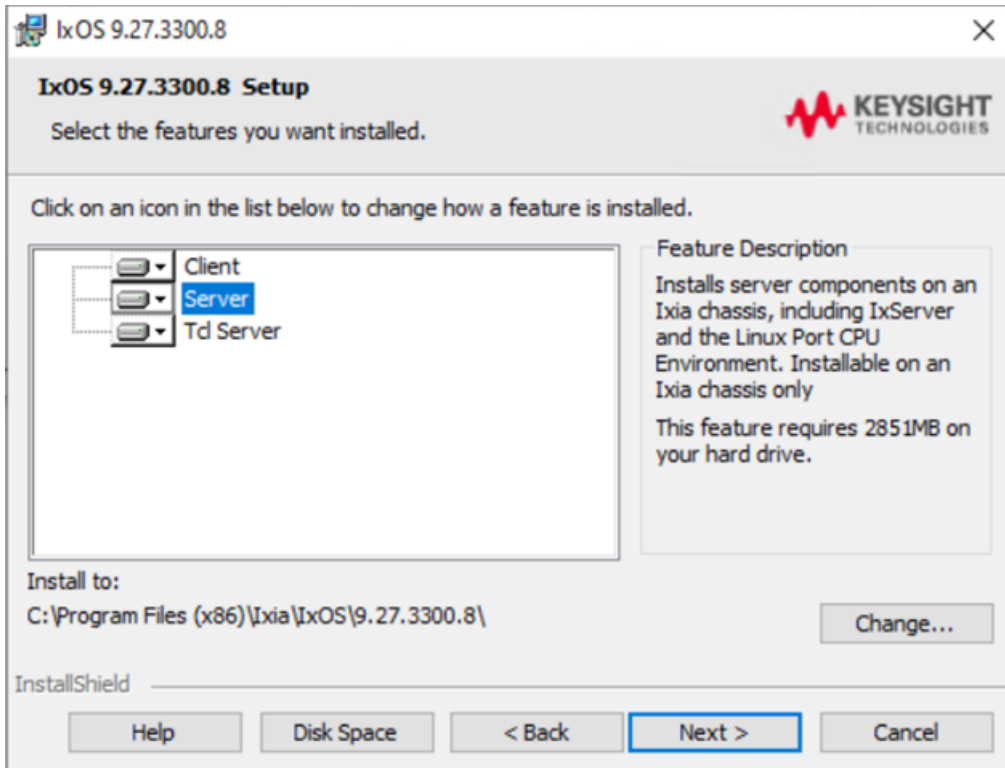 IxOS 9.27.3300.8
IxOS 9.27.3300.8 Setup
Select the features you want installed.
KEYSIGHT
TECHNOLOGIES
Click on an icon in the list below to change how a feature is installed.
Client
Server
Tcl Server
Feature Description
Installs server components on an
Ixia chassis, including IxServer
and the Linux Port CPU
Environment. Installable on an
Ixia chassis only
This feature requires 2851MB on
your hard drive.
Install to:
C:\Program Files (x86)\Ixia\IxOS\9.27.3300.8\
Change...
InstallShield
Help
Disk Space
< Back
Next >
Cancel